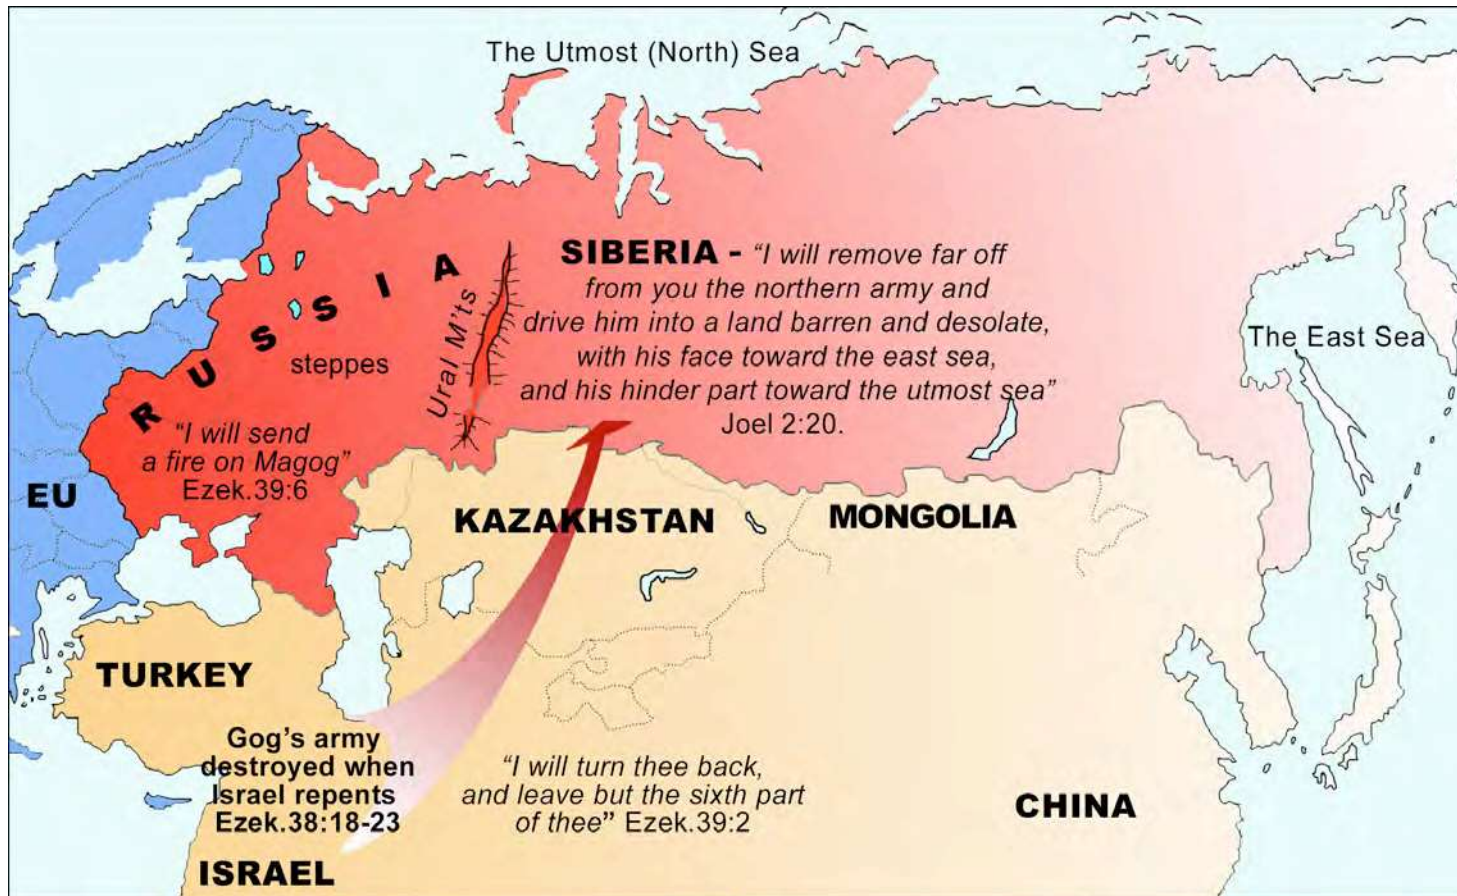 The Utmost (North) Sea
SIBERIA - "I will remove far off
from you the northern army and
drive him into a land barren and desolate,
with his face toward the east sea,
and his hinder part toward the utmost sea"
Joel 2:20.
RUSSIA
steppes
Ural M'ts
The East Sea
"I will send
a fire on Magog"
Ezek.39:6
EU
KAZAKHSTAN
MONGOLIA
TURKEY
Gog's army
destroyed when
Israel repents
Ezek.38:18-23
"I will turn thee back,
and leave but the sixth part
of thee" Ezek.39:2
CHINA
ISRAEL